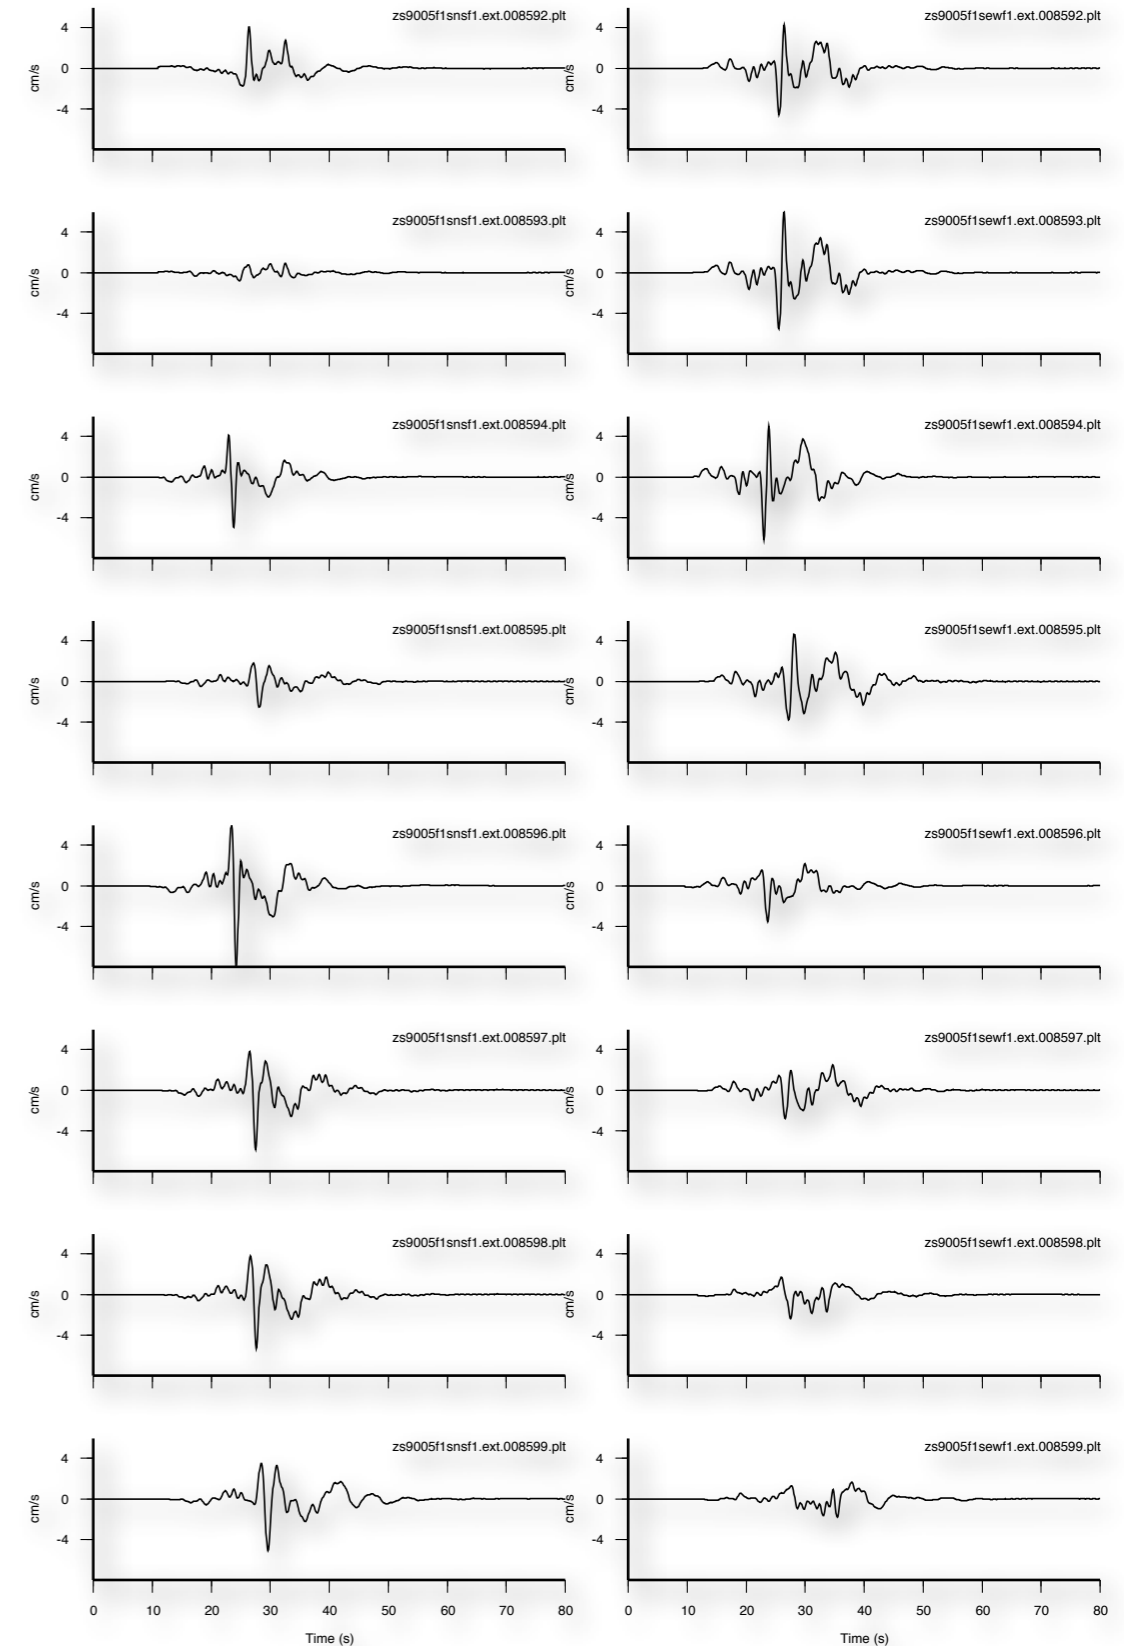 zs9005f1snsf1.ext.008592.plt
4
0
-4
cm/s
zs9005f1sewf1.ext.008592.plt
4
0
-4
cm/s
zs9005f1snsf1.ext.008593.plt
4
0
-4
cm/s
zs9005f1sewf1.ext.008593.plt
4
0
-4
cm/s
zs9005f1snsf1.ext.008594.plt
4
0
-4
cm/s
zs9005f1sewf1.ext.008594.plt
4
0
-4
cm/s
zs9005f1snsf1.ext.008595.plt
4
0
-4
cm/s
zs9005f1sewf1.ext.008595.plt
4
0
-4
cm/s
zs9005f1snsf1.ext.008596.plt
4
0
-4
cm/s
zs9005f1sewf1.ext.008596.plt
4
0
-4
cm/s
zs9005f1snsf1.ext.008597.plt
4
0
-4
cm/s
zs9005f1sewf1.ext.008597.plt
4
0
-4
cm/s
zs9005f1snsf1.ext.008598.plt
4
0
-4
cm/s
zs9005f1sewf1.ext.008598.plt
4
0
-4
cm/s
zs9005f1snsf1.ext.008599.plt
4
0
-4
cm/s
0 10 20 30 40 50 60 70 80
Time (s)
zs9005f1sewf1.ext.008599.plt
4
0
-4
cm/s
0 10 20 30 40 50 60 70 80
Time (s)